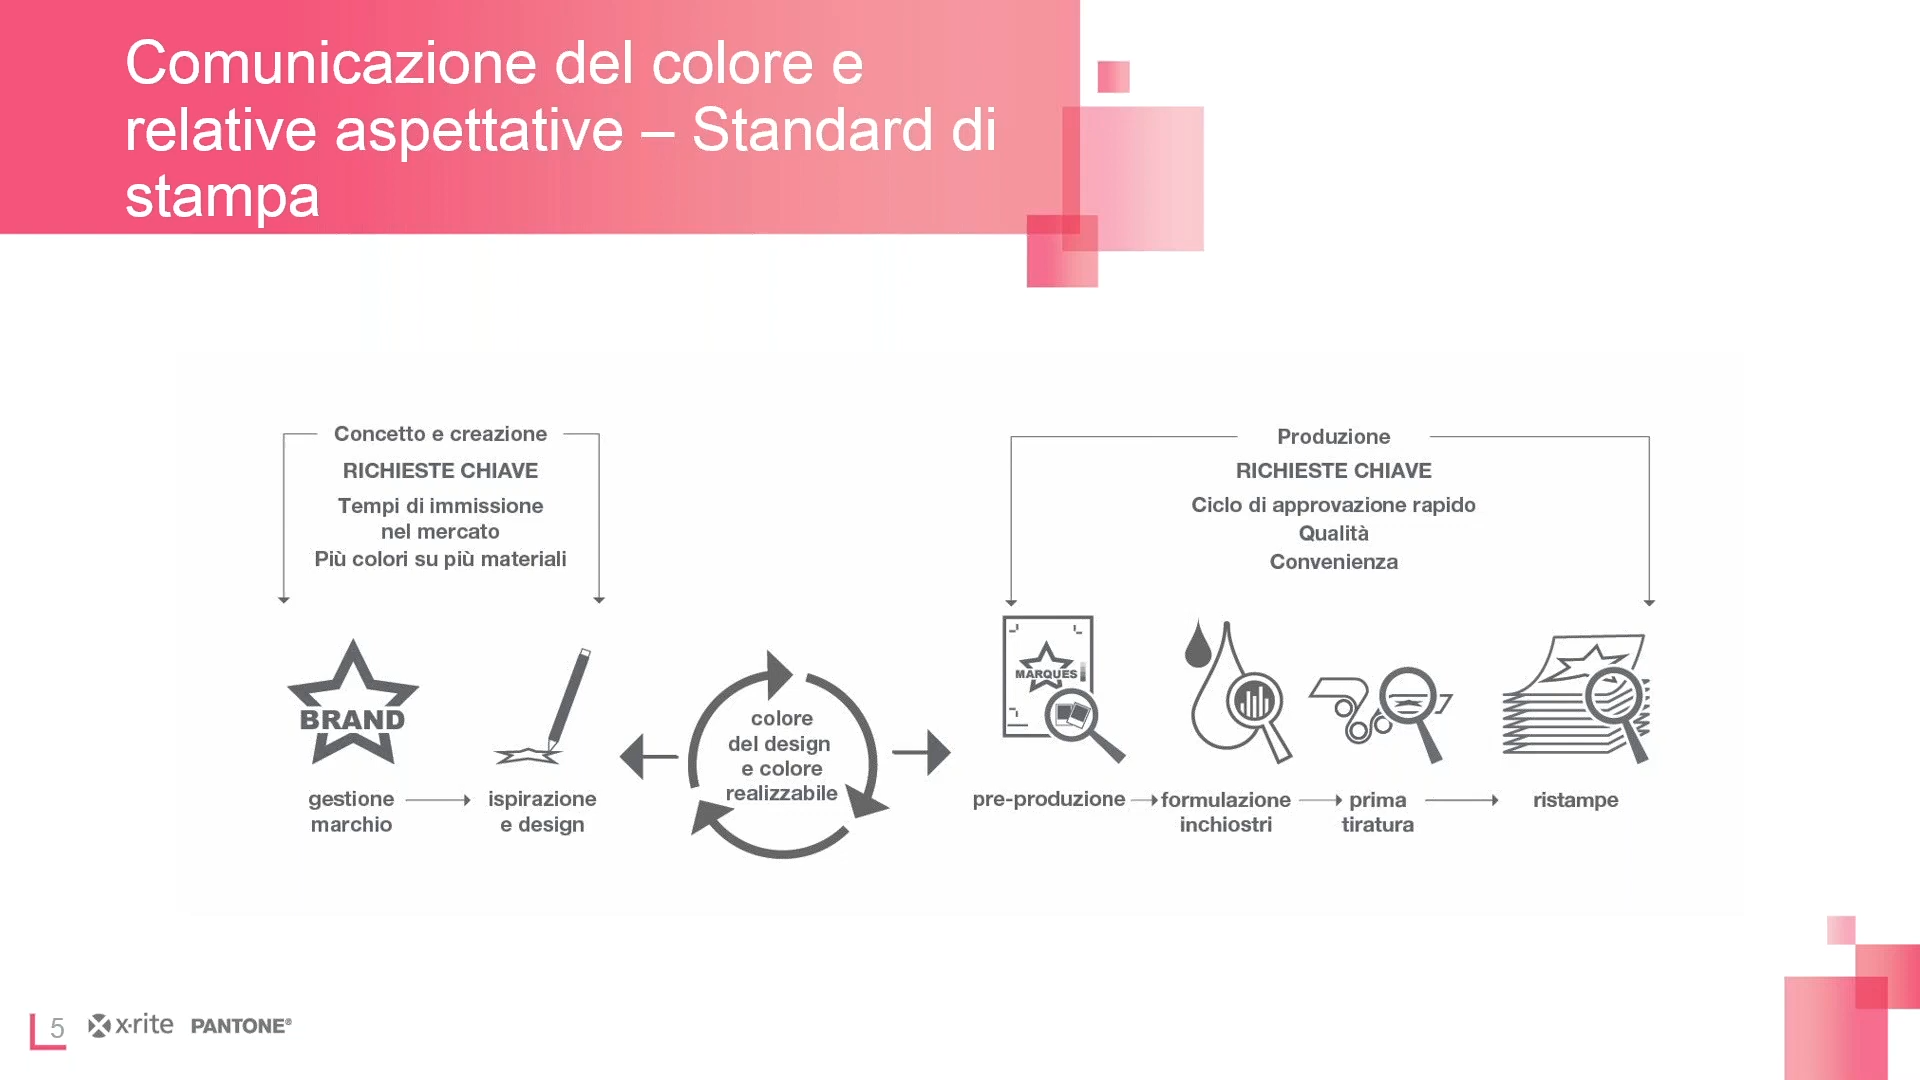 Comunicazione del colore e
relative aspettative – Standard di
stampa
Concetto e creazione
RICHIESTE CHIAVE
Tempi di immissione
nel mercato
Più colori su più materiali
Produzione
RICHIESTE CHIAVE
Ciclo di approvazione rapido
Qualità
Convenienza
BRAND
gestione
marchio
ispirazione
e design
colore
del design
e colore
realizzabile
MARQUES
pre-produzione
formulazione
inchiostri
prima
tiratura
ristampe
5
x·rite PANTONE®